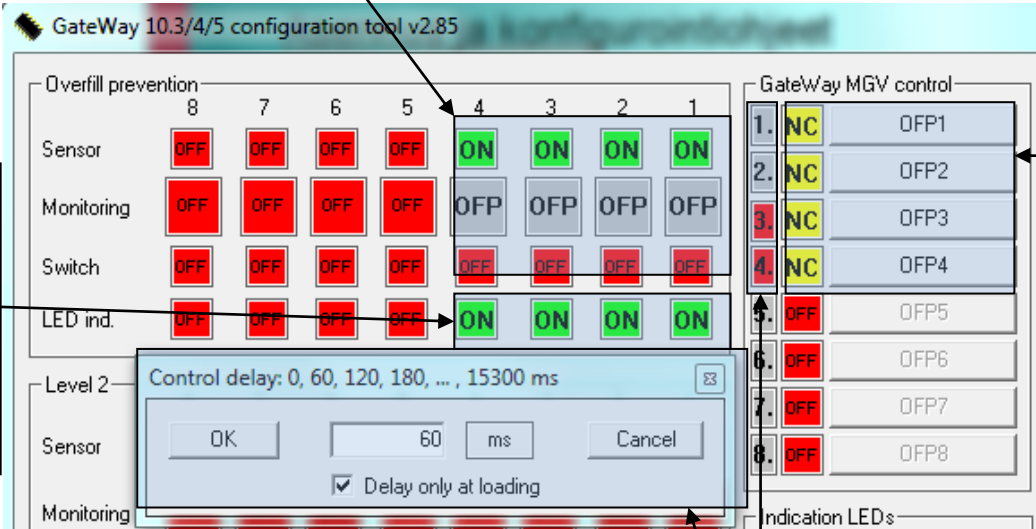 GateWay 10.3/4/5 configuration tool v2.85
ja konfigurointiohjeet
Overfill prevention
8 7 6 5 4 3 2 1
Sensor OFF OFF OFF OFF ON ON ON ON
Monitoring OFF OFF OFF OFF OFP OFP OFP OFP
Switch OFF OFF OFF OFF OFF OFF OFF OFF
LED ind. OFF OFF OFF OFF ON ON ON ON
GateWay MGV control
1. NC OFP1
2. NC OFP2
3. NC OFP3
4. NC OFP4
5. OFF OFP5
6. OFF OFP6
7. OFF OFP7
8. OFF OFP8
Level 2
Sensor
Monitoring
Control delay: 0, 60, 120, 180, ... , 15300 ms
OK 60 ms Cancel
Delay only at loading
Indication LEDs